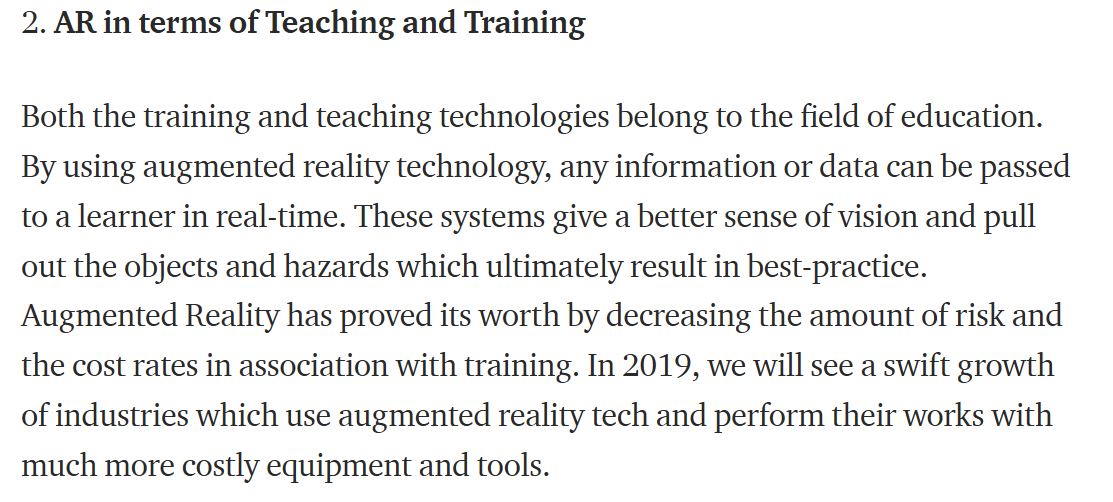 2. AR in terms of Teaching and Training
Both the training and teaching technologies belong to the field of education.
By using augmented reality technology, any information or data can be passed
to a learner in real-time. These systems give a better sense of vision and pull
out the objects and hazards which ultimately result in best-practice.
Augmented Reality has proved its worth by decreasing the amount of risk and
the cost rates in association with training. In 2019, we will see a swift growth
of industries which use augmented reality tech and perform their works with
much more costly equipment and tools.